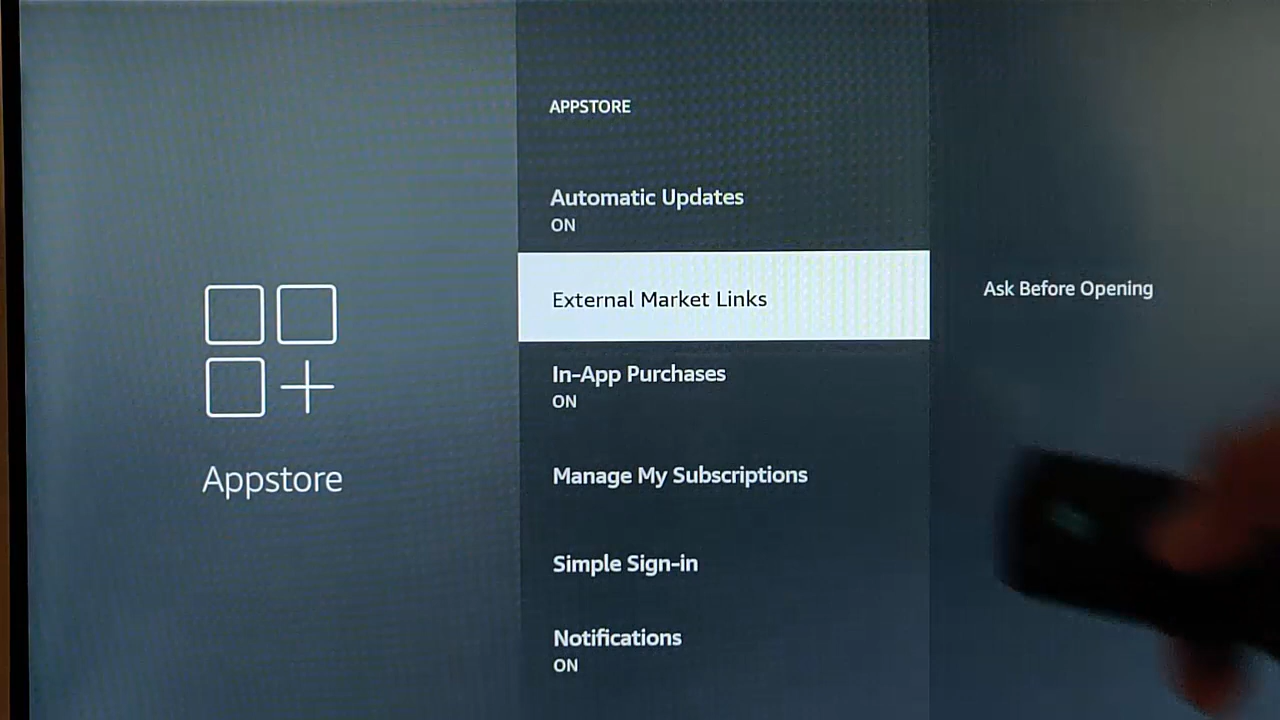 Appstore
APPSTORE
Automatic Updates
ON
External Market Links
In-App Purchases
ON
Manage My Subscriptions
Simple Sign-in
Notifications
ON
Ask Before Opening